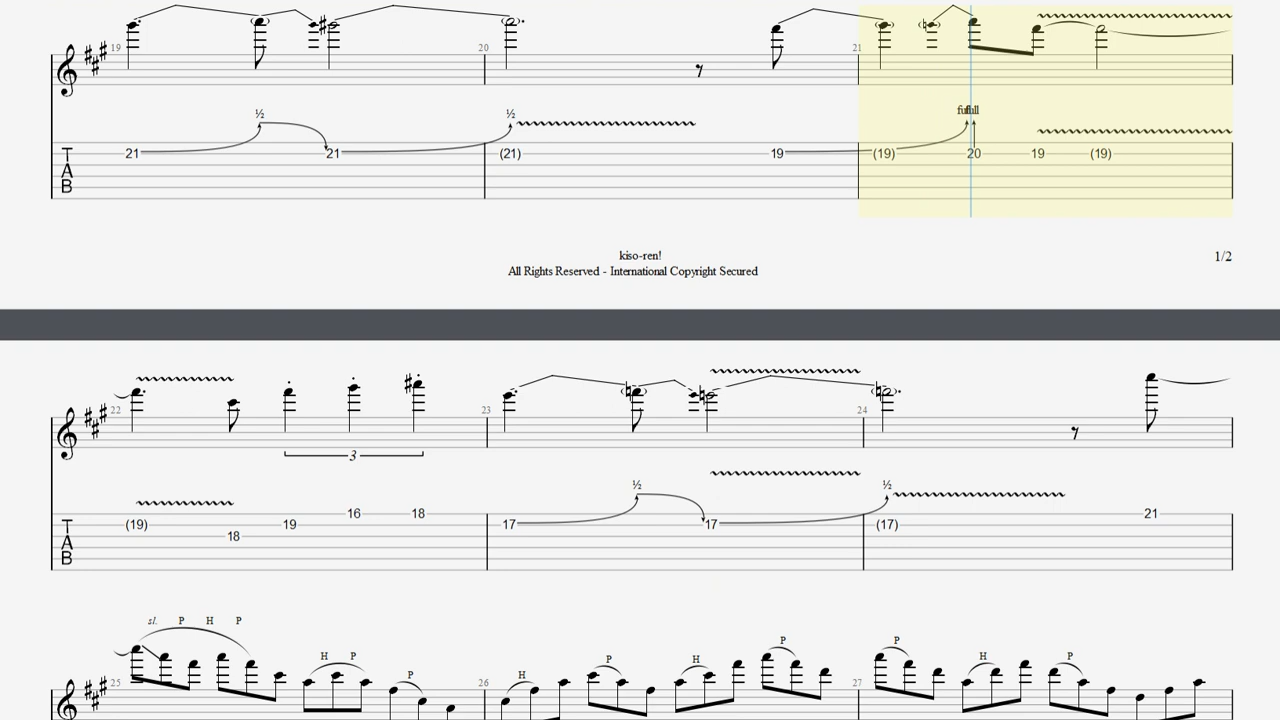 19 20 21
½ ½ full full
21 21 (21) 19 (19) 20 19 (19)
T
A
B
kiso-ren!
All Rights Reserved - International Copyright Secured
1/2
22 23 24
3
½ ½
16 18 21
(19) 19 17 17 (17)
18
T
A
B
sl. P H P H P P H P H P P H P
25 26 27